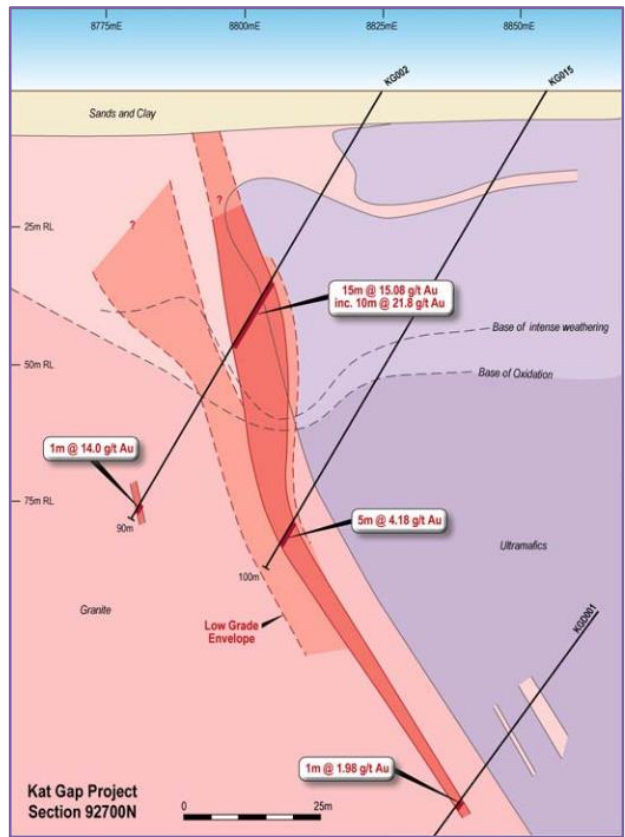 8775mE 8800mE 8825mE 8850mE
KG002
KG015
Sands and Clay
?
?
25m RL
15m @ 15.08 g/t Au
inc. 10m @ 21.8 g/t Au
Base of intense weathering
50m RL
Base of Oxidation
1m @ 14.0 g/t Au
75m RL
5m @ 4.18 g/t Au
90m
Ultramafics
100m
Granite
Low Grade
Envelope
KGD001
1m @ 1.98 g/t Au
Kat Gap Project
Section 92700N
0 25m